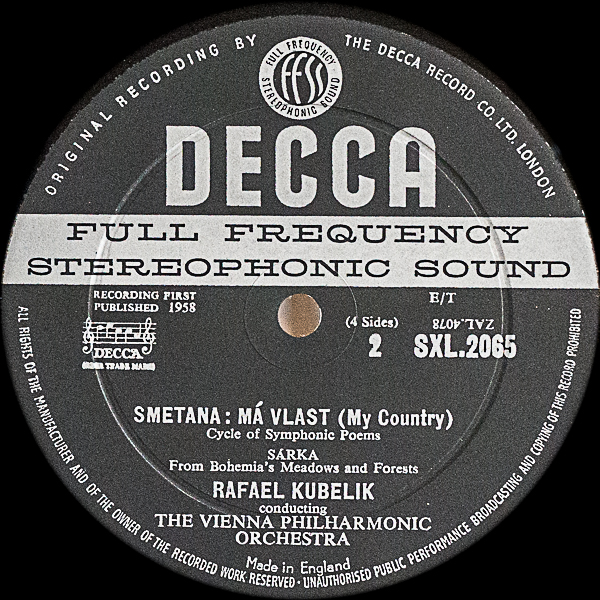 ORIGINAL RECORDING BY
THE DECCA RECORD CO. LTD. LONDON
FULL FREQUENCY
FFSS
STEREOPHONIC SOUND
DECCA
FULL FREQUENCY
STEREOPHONIC SOUND
RECORDING FIRST
PUBLISHED 1958
E/T
DECCA
(4 Sides)
2
ZAL.4078
SXL.2065
SMETANA: MÁ VLAST (My Country)
Cycle of Symphonic Poems
SÁRKA
From Bohemia's Meadows and Forests
RAFAEL KUBELIK
conducting
THE VIENNA PHILHARMONIC
ORCHESTRA
Made in England
ALL RIGHTS OF THE MANUFACTURER AND OF THE OWNER OF THE RECORDED WORK RESERVED · UNAUTHORISED PUBLIC PERFORMANCE BROADCASTING AND COPYING OF THIS RECORD PROHIBITED